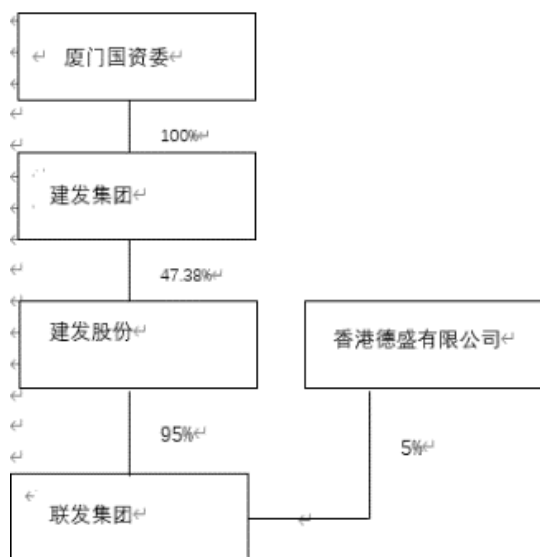 厦门国资委
100%
建发集团
47.38%
建发股份
香港德盛有限公司
95%
5%
联发集团